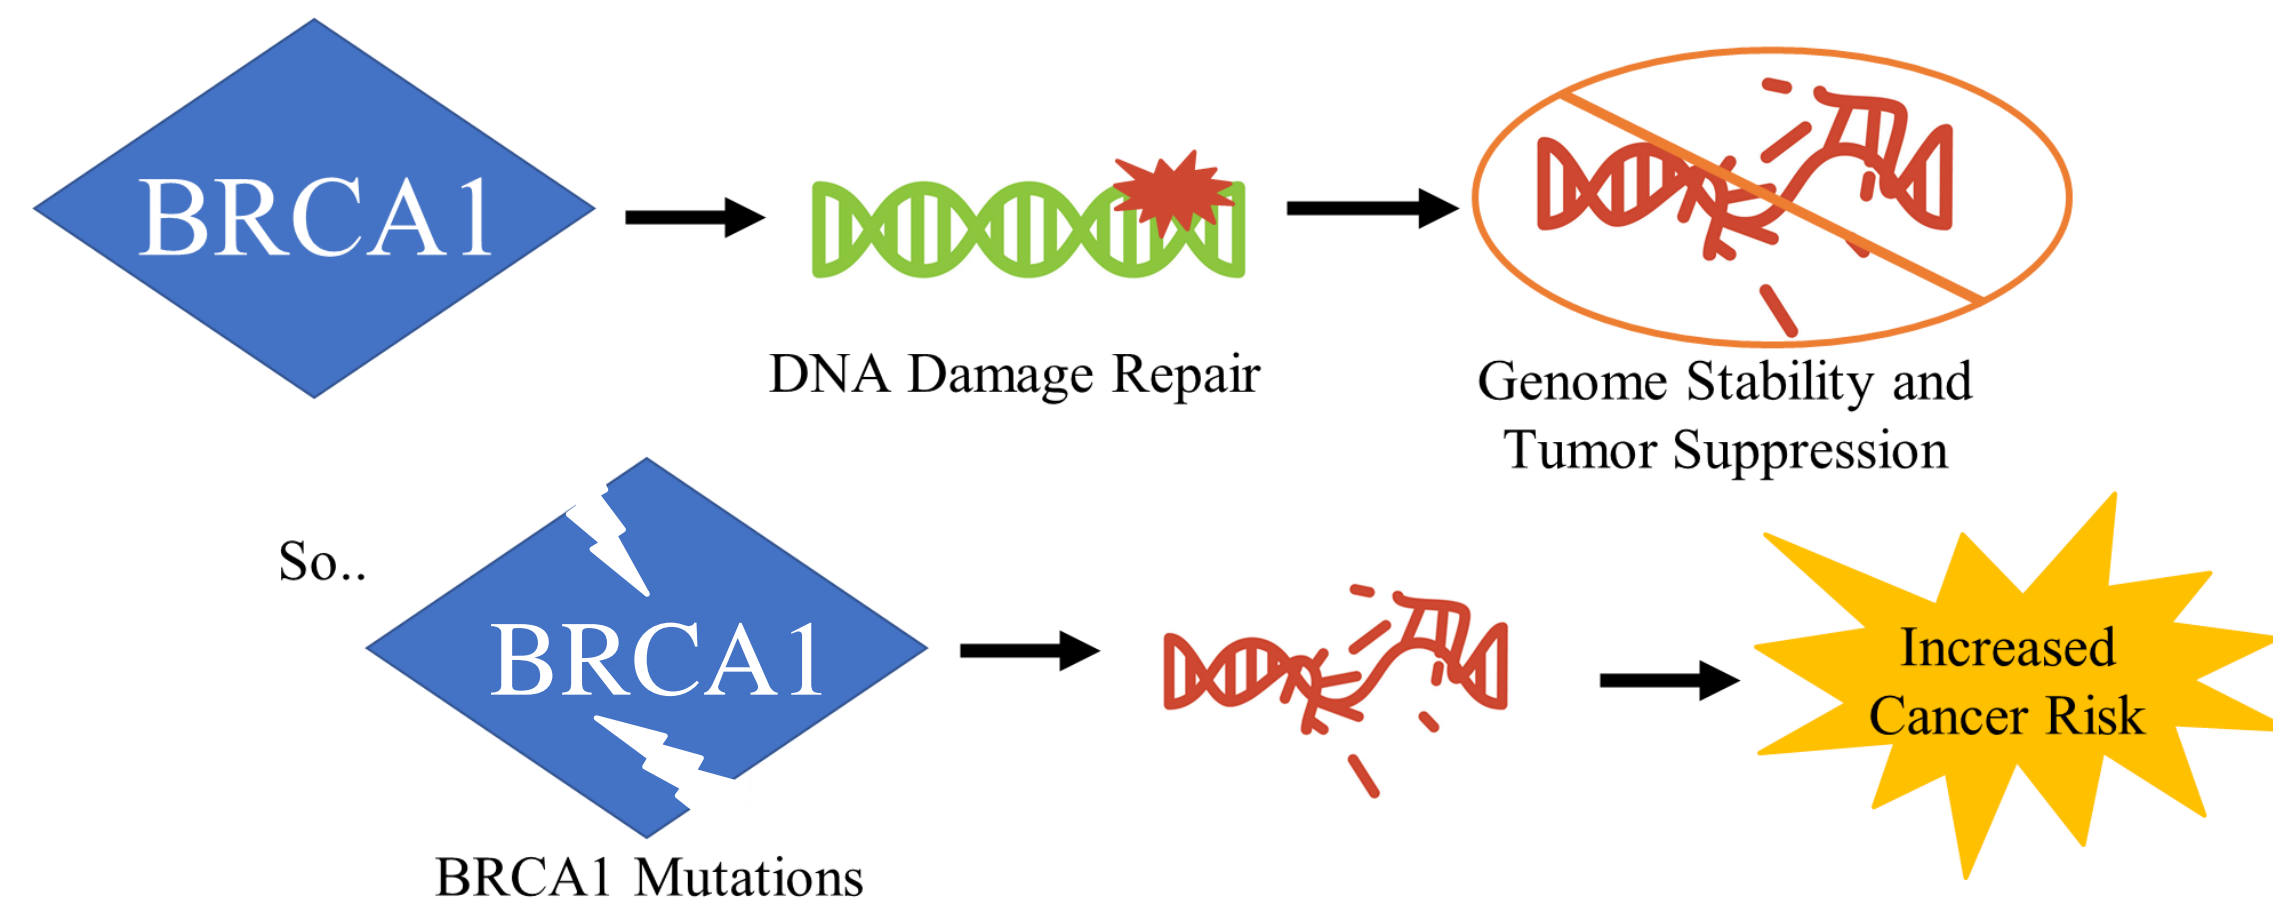 BRCA1
DNA Damage Repair
Genome Stability and
Tumor Suppression
So..
BRCA1
BRCA1 Mutations
Increased
Cancer Risk